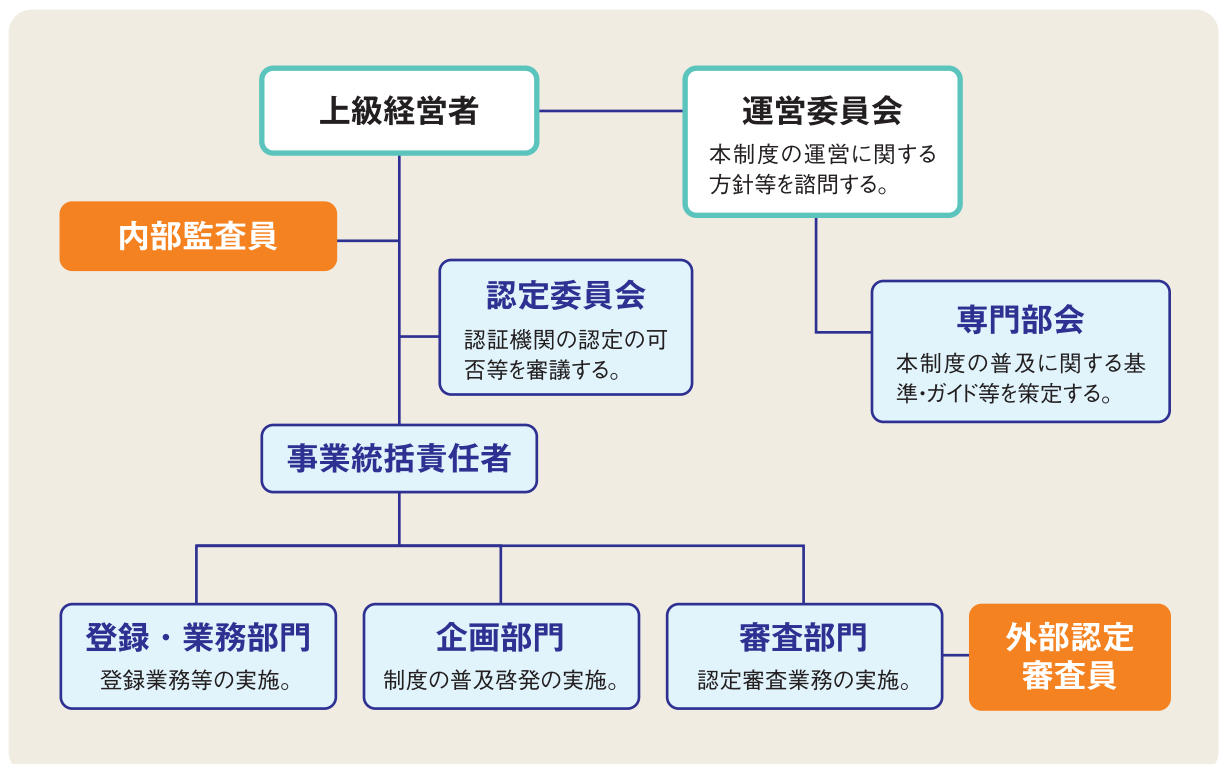 上級経営者
運営委員会
本制度の運営に関する
方針等を諮問する。
内部監査員
認定委員会
認証機関の認定の可
否等を審議する。
専門部会
本制度の普及に関する基
準・ガイド等を策定する。
事業統括責任者
登録・業務部門
登録業務等の実施。
企画部門
制度の普及啓発の実施。
審査部門
認定審査業務の実施。
外部認定
審査員